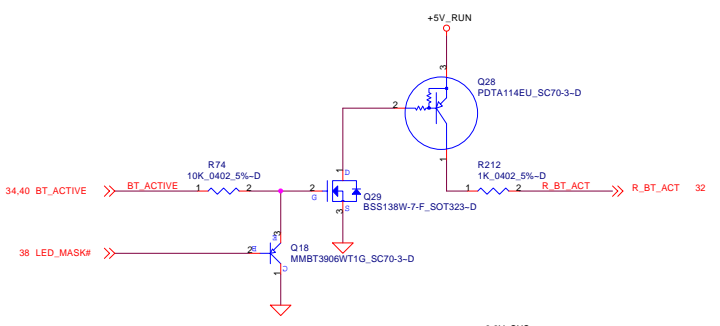 +5V_RUN
3
Q28
PDTA114EU_SC70-3~D
2
1
R74
10K_0402_5%~D
R212
1K_0402_5%~D
34,40 BT_ACTIVE
BT_ACTIVE
1
2
2
G
1
D
Q29
BSS138W-7-F_SOT323~D
S
3
1
2
R_BT_ACT
R_BT_ACT 32
38 LED_MASK#
2
B
E
3
Q18
MMBT3906WT1G_SC70-3~D
C
1